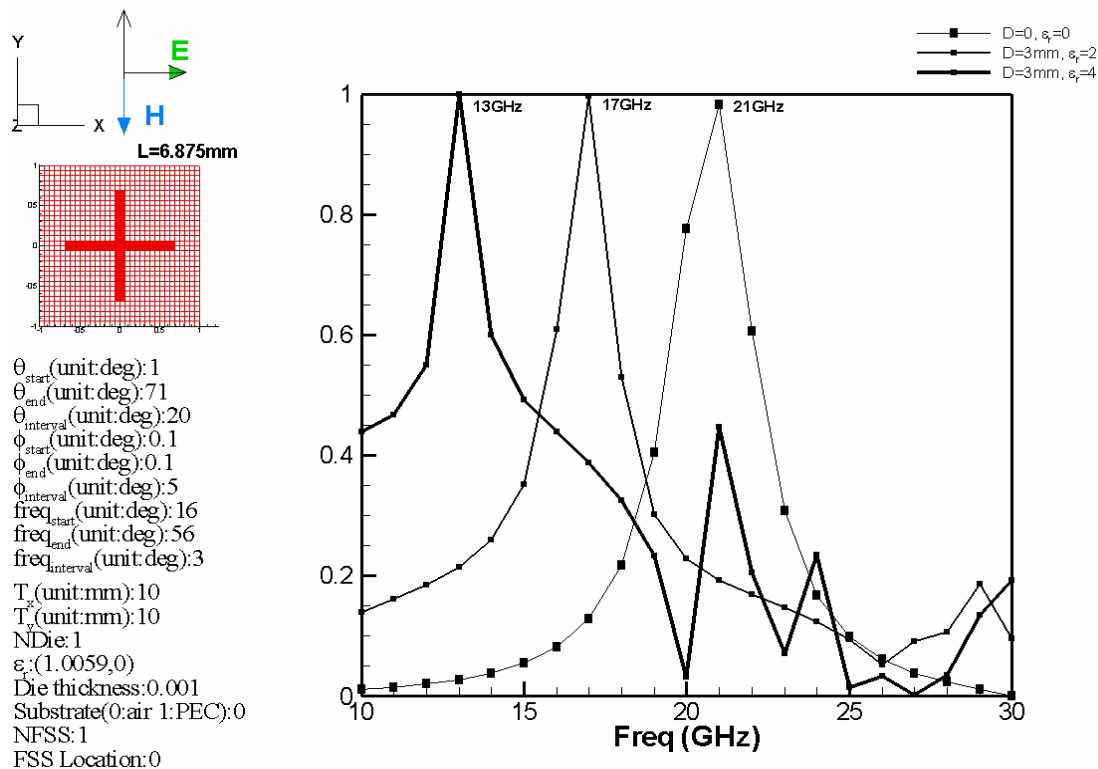 Y
E
H
Z
X
L=6.875mm
1
0.5
0
-0.5
-1
-1
-0.5
0
0.5
1
θstart(unit:deg):1
θend(unit:deg):71
θinterval(unit:deg):20
ϕstart(unit:deg):0.1
ϕend(unit:deg):0.1
ϕinterval(unit:deg):5
freqstart(unit:deg):16
freqend(unit:deg):56
freqinterval(unit:deg):3
Tx(unit:mm):10
Ty(unit:mm):10
NDie:1
εr:(1.0059,0)
Die thickness:0.001
Substrate(0:air 1:PEC):0
NFSS:1
FSS Location:0
D=0, εr=0
D=3mm, εr=2
D=3mm, εr=4
13GHz
17GHz
21GHz
1
0.8
0.6
0.4
0.2
0
10
15
20
25
30
Freq (GHz)